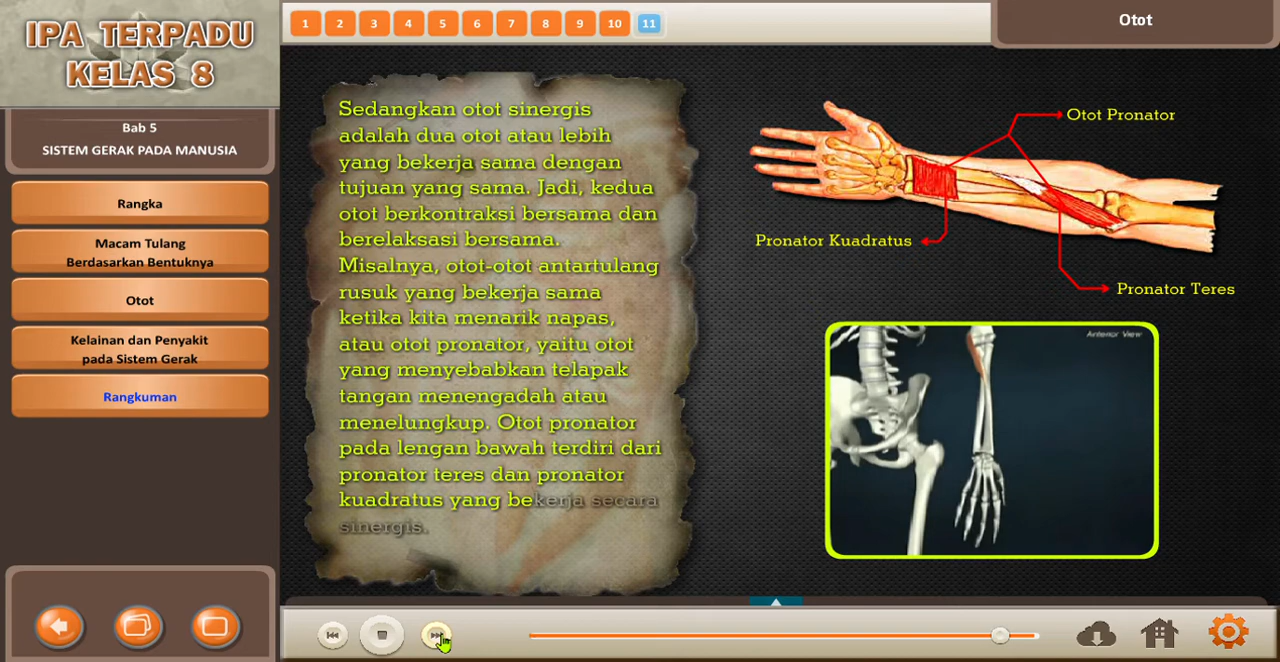 IPA TERPADU
KELAS 8
Bab 5
SISTEM GERAK PADA MANUSIA
Rangka
Macam Tulang
Berdasarkan Bentuknya
Otot
Kelainan dan Penyakit
pada Sistem Gerak
Rangkuman
1 2 3 4 5 6 7 8 9 10 11
Otot
Sedangkan otot sinergis
adalah dua otot atau lebih
yang bekerja sama dengan
tujuan yang sama. Jadi, kedua
otot berkontraksi bersama dan
berelaksasi bersama.
Misalnya, otot-otot antartulang
rusuk yang bekerja sama
ketika kita menarik napas,
atau otot pronator, yaitu otot
yang menyebabkan telapak
tangan menengadah atau
menelungkup. Otot pronator
pada lengan bawah terdiri dari
pronator teres dan pronator
kuadratus yang bekerja secara
sinergis.
Otot Pronator
Pronator Kuadratus
Pronator Teres
Anterior View